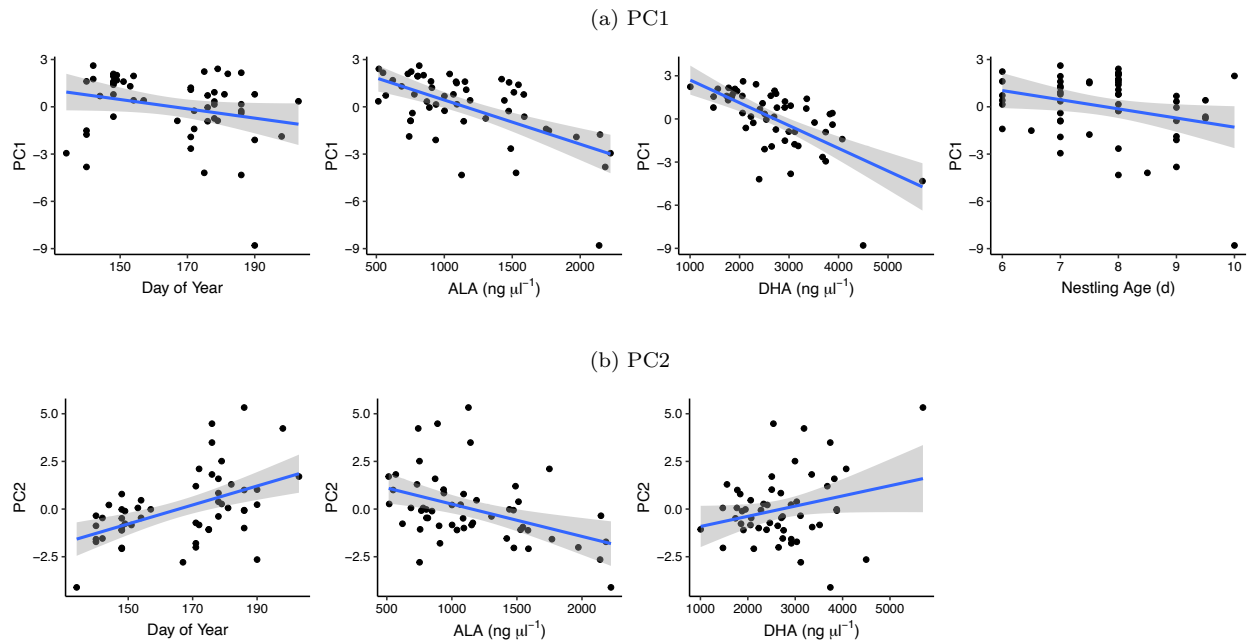 (a) PC1
3
0
−3
−6
−9
PC1
150 170 190
Day of Year
3
0
−3
−6
−9
PC1
500 1000 1500 2000
ALA (ng μl⁻¹)
3
0
−3
−6
−9
PC1
1000 2000 3000 4000 5000
DHA (ng μl⁻¹)
3
0
−3
−6
−9
PC1
6 7 8 9 10
Nestling Age (d)
(b) PC2
5.0
2.5
0.0
−2.5
PC2
150 170 190
Day of Year
5.0
2.5
0.0
−2.5
PC2
500 1000 1500 2000
ALA (ng μl⁻¹)
5.0
2.5
0.0
−2.5
PC2
1000 2000 3000 4000 5000
DHA (ng μl⁻¹)